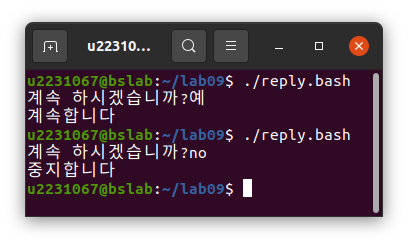 u22310...
u2231067@bslab:~/lab09$ ./reply.bash
계속 하시겠습니까?예
계속합니다
u2231067@bslab:~/lab09$ ./reply.bash
계속 하시겠습니까?no
중지합니다
u2231067@bslab:~/lab09$